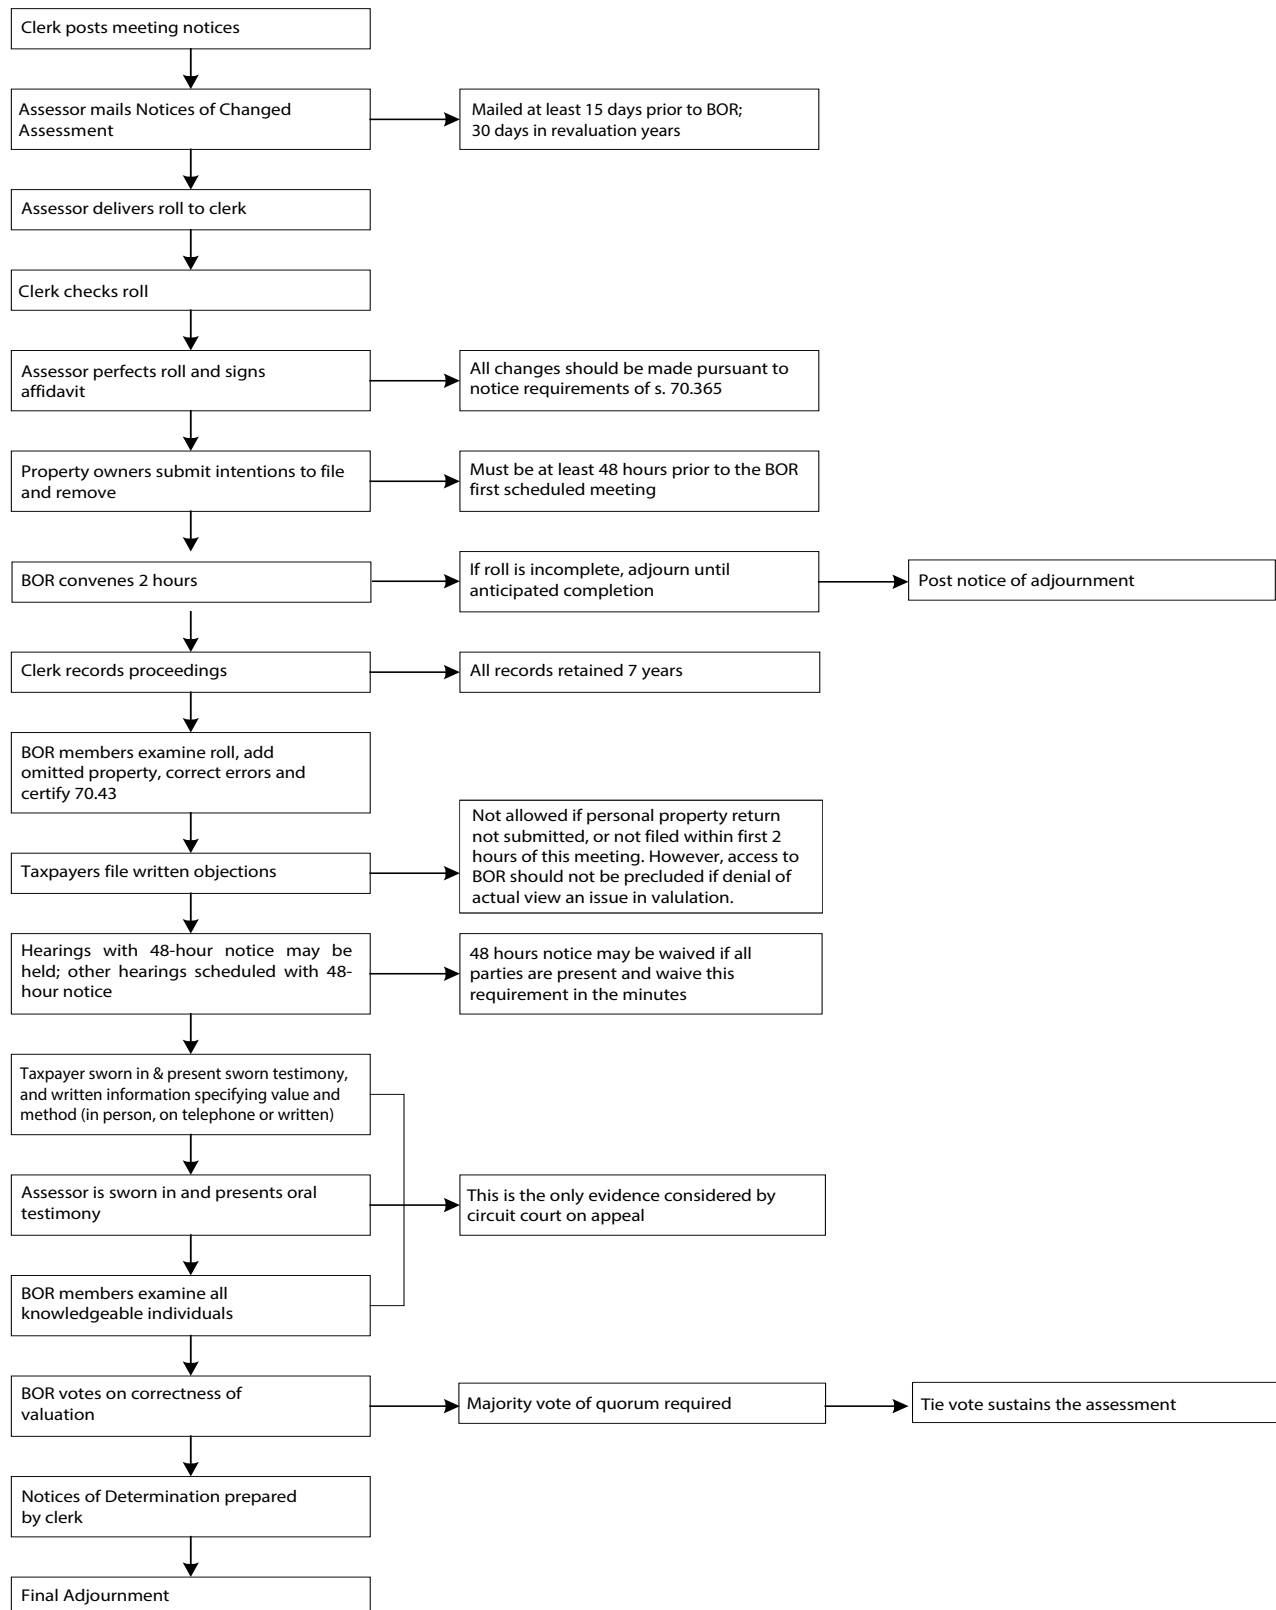 Clerk posts meeting notices
Assessor mails Notices of Changed
Assessment
Mailed at least 15 days prior to BOR;
30 days in revaluation years
Assessor delivers roll to clerk
Clerk checks roll
Assessor perfects roll and signs
affidavit
All changes should be made pursuant to
notice requirements of s. 70.365
Property owners submit intentions to file
and remove
Must be at least 48 hours prior to the BOR
first scheduled meeting
BOR convenes 2 hours
If roll is incomplete, adjourn until
anticipated completion
Post notice of adjournment
Clerk records proceedings
All records retained 7 years
BOR members examine roll, add
omitted property, correct errors and
certify 70.43
Taxpayers file written objections
Not allowed if personal property return
not submitted, or not filed within first 2
hours of this meeting. However, access to
BOR should not be precluded if denial of
actual view an issue in valulation.
Hearings with 48-hour notice may be
held; other hearings scheduled with 48-
hour notice
48 hours notice may be waived if all
parties are present and waive this
requirement in the minutes
Taxpayer sworn in & present sworn testimony,
and written information specifying value and
method (in person, on telephone or written)
Assessor is sworn in and presents oral
testimony
This is the only evidence considered by
circuit court on appeal
BOR members examine all
knowledgeable individuals
BOR votes on correctness of
valuation
Majority vote of quorum required
Tie vote sustains the assessment
Notices of Determination prepared
by clerk
Final Adjournment